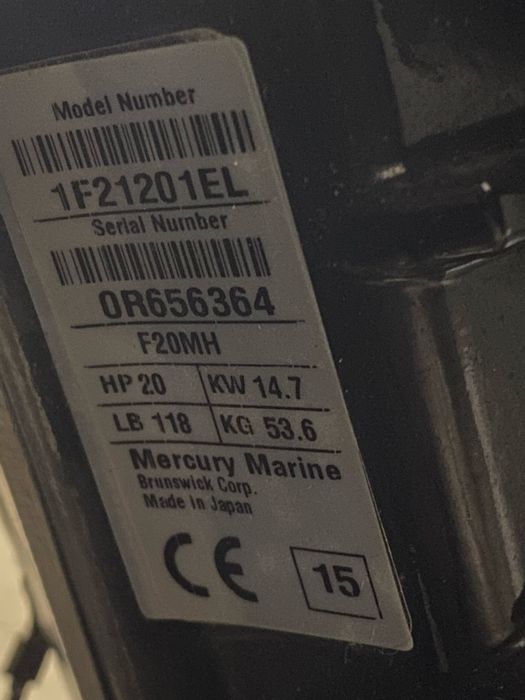 Model Number
1F21201EL
Serial Number
0R656364
F20MH
HP 20 KW 14.7
LB 118 KG 53.6
Mercury Marine
Brunswick Corp.
Made in Japan
CE 15